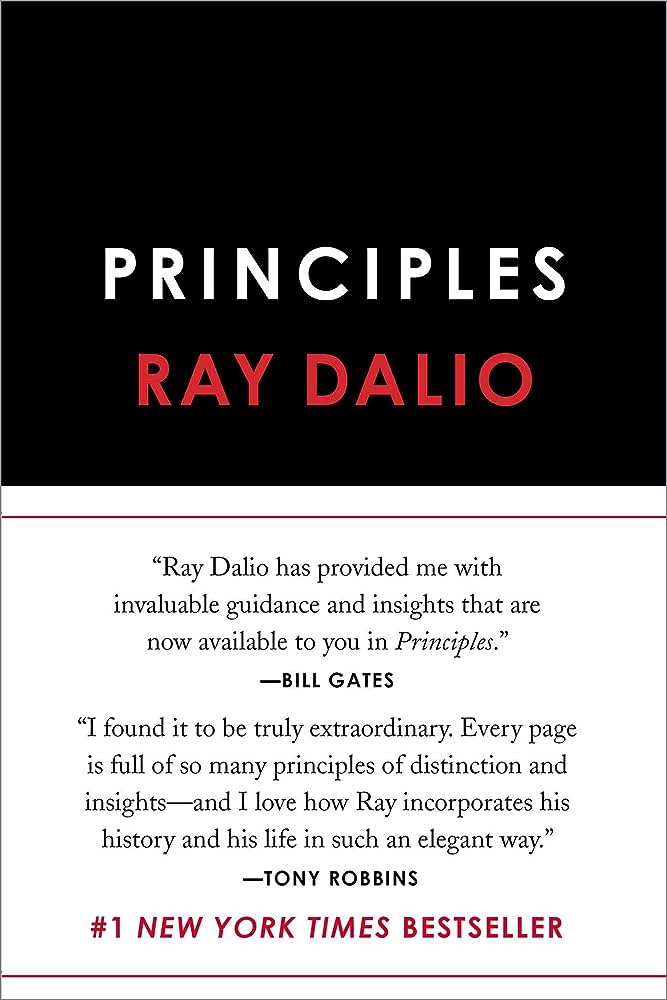 PRINCIPLES
RAY DALIO
“Ray Dalio has provided me with
invaluable guidance and insights that are
now available to you in Principles.”
—BILL GATES
“I found it to be truly extraordinary. Every page
is full of so many principles of distinction and
insights—and I love how Ray incorporates his
history and his life in such an elegant way.”
—TONY ROBBINS
#1 NEW YORK TIMES BESTSELLER